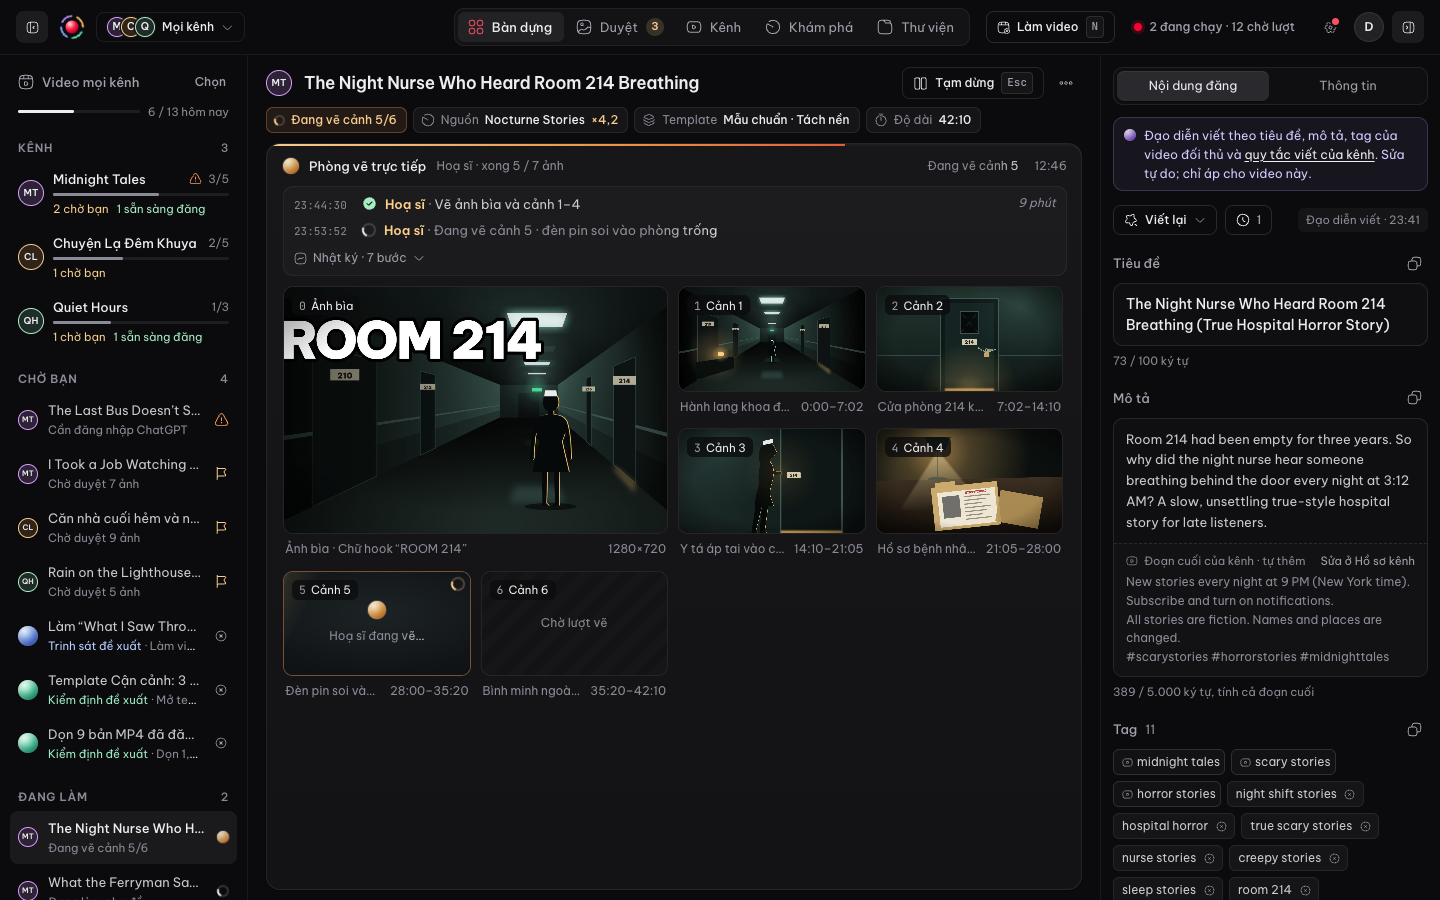 M C Q Mọi kênh
Bàn dựng
Duyệt 3
Kênh
Khám phá
Thư viện
Làm video N
2 đang chạy · 12 chờ lượt
D
Video mọi kênh Chọn
6 / 13 hôm nay
KÊNH 3
MT Midnight Tales 3/5
2 chờ bạn 1 sẵn sàng đăng
CL Chuyện Lạ Đêm Khuya 2/5
1 chờ bạn
QH Quiet Hours 1/3
1 chờ bạn 1 sẵn sàng đăng
CHỜ BẠN 4
MT The Last Bus Doesn't S...
Cần đăng nhập ChatGPT
MT I Took a Job Watching ...
Chờ duyệt 7 ảnh
CL Căn nhà cuối hẻm và n...
Chờ duyệt 9 ảnh
QH Rain on the Lighthouse...
Chờ duyệt 5 ảnh
Làm “What I Saw Thro...
Trinh sát đề xuất · Làm vi...
Template Cận cảnh: 3 ...
Kiểm định đề xuất · Mở te...
Dọn 9 bản MP4 đã đă...
Kiểm định đề xuất · Dọn 1,...
ĐANG LÀM 2
MT The Night Nurse Who H...
Đang vẽ cảnh 5/6
MT What the Ferryman Sa...
MT The Night Nurse Who Heard Room 214 Breathing
Tạm dừng Esc
Đang vẽ cảnh 5/6
Nguồn Nocturne Stories ×4,2
Template Mẫu chuẩn · Tách nền
Độ dài 42:10
Phòng vẽ trực tiếp Hoạ sĩ · xong 5 / 7 ảnh
Đang vẽ cảnh 5 12:46
23:44:30 Hoạ sĩ · Vẽ ảnh bìa và cảnh 1–4 9 phút
23:53:52 Hoạ sĩ · Đang vẽ cảnh 5 · đèn pin soi vào phòng trống
Nhật ký · 7 bước
0 Ảnh bìa
ROOM 214
210
214
Ảnh bìa · Chữ hook “ROOM 214” 1280×720
1 Cảnh 1
Hành lang khoa đ... 0:00–7:02
2 Cảnh 2
214
Cửa phòng 214 k... 7:02–14:10
3 Cảnh 3
214
Y tá áp tai vào c... 14:10–21:05
4 Cảnh 4
Hồ sơ bệnh nhâ... 21:05–28:00
5 Cảnh 5
Hoạ sĩ đang vẽ...
Đèn pin soi và... 28:00–35:20
6 Cảnh 6
Chờ lượt vẽ
Bình minh ngoà... 35:20–42:10
Nội dung đăng
Thông tin
Đạo diễn viết theo tiêu đề, mô tả, tag của
video đối thủ và quy tắc viết của kênh. Sửa
tự do; chỉ áp cho video này.
Viết lại
1
Đạo diễn viết · 23:41
Tiêu đề
The Night Nurse Who Heard Room 214
Breathing (True Hospital Horror Story)
73 / 100 ký tự
Mô tả
Room 214 had been empty for three years. So
why did the night nurse hear someone
breathing behind the door every night at 3:12
AM? A slow, unsettling true-style hospital
story for late listeners.
Đoạn cuối của kênh · tự thêm Sửa ở Hồ sơ kênh
New stories every night at 9 PM (New York time).
Subscribe and turn on notifications.
All stories are fiction. Names and places are
changed.
#scarystories #horrorstories #midnighttales
389 / 5.000 ký tự, tính cả đoạn cuối
Tag 11
midnight tales
scary stories
horror stories
night shift stories
hospital horror
true scary stories
nurse stories
creepy stories
sleep stories
room 214